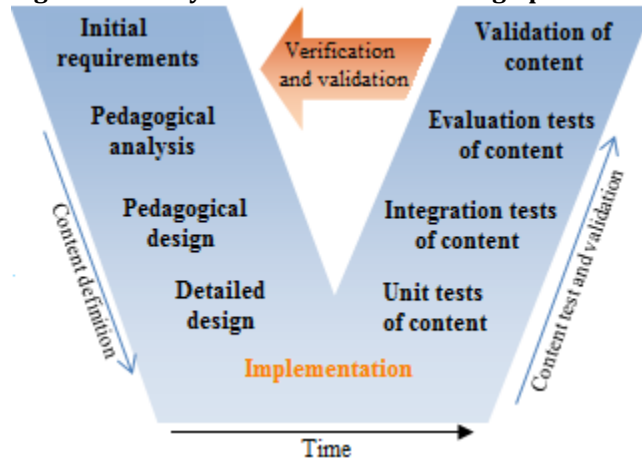 Initial
requirements
Verification
and validation
Validation of
content
Pedagogical
analysis
Evaluation tests
of content
Pedagogical
design
Integration tests
of content
Detailed
design
Unit tests
of content
Content definition
Content test and validation
Implementation
Time